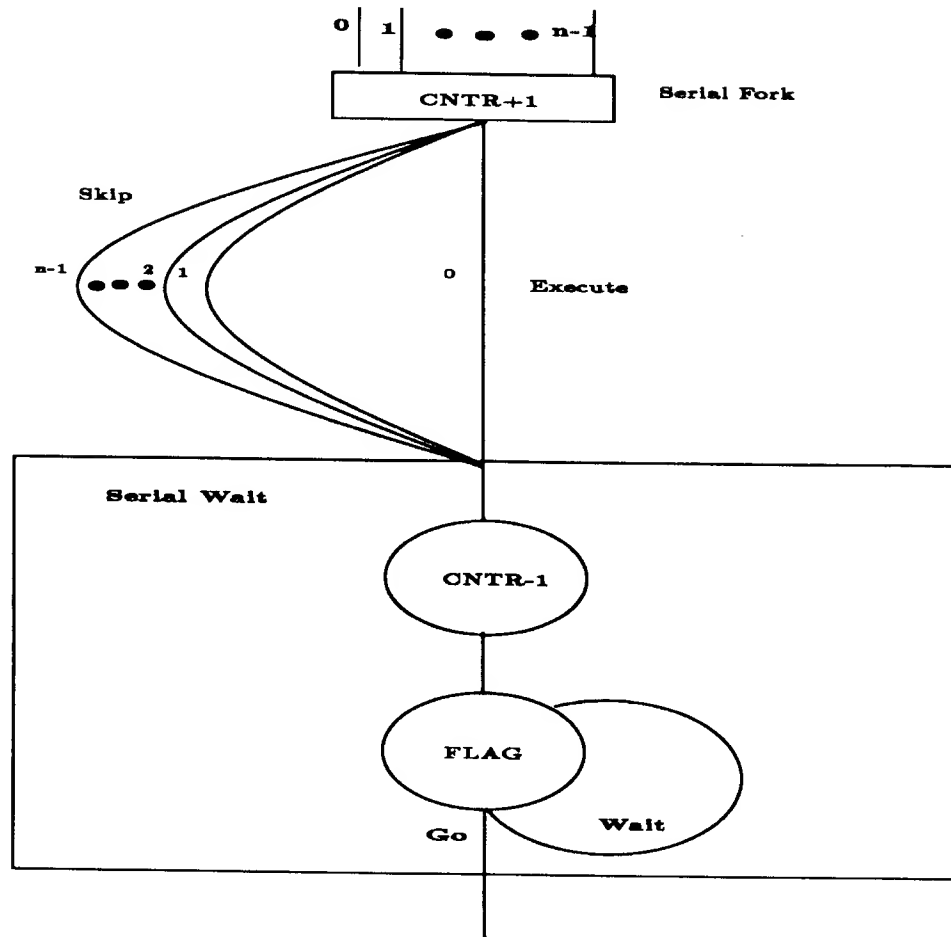 0 1 n-1
CNTR+1
Serial Fork
Skip
n-1 2 1 0
Execute
Serial Wait
CNTR-1
FLAG
Go
Wait